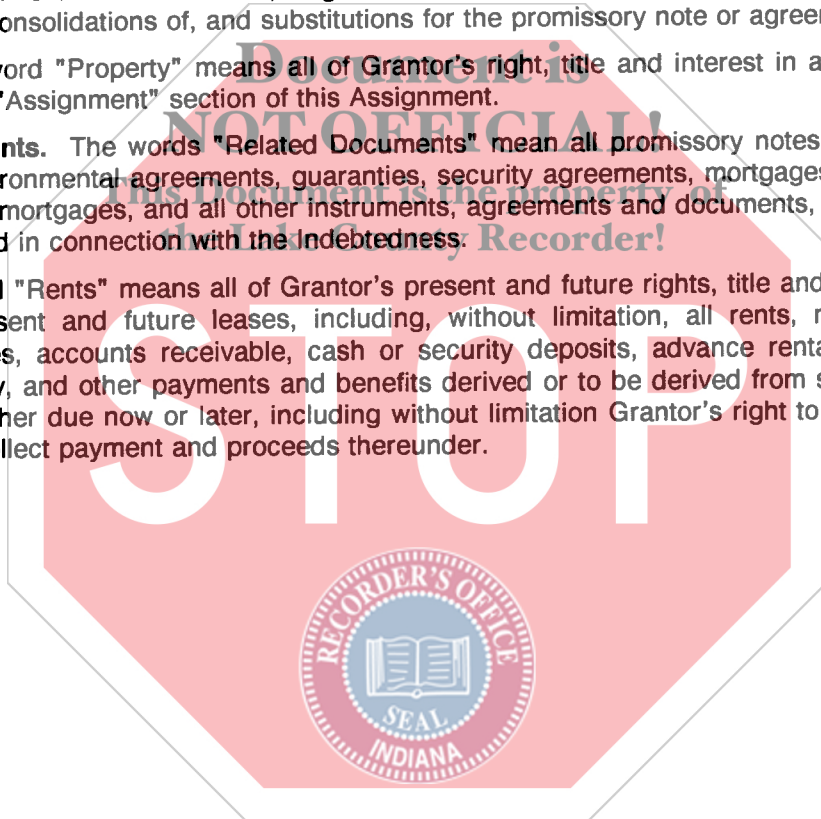 onsolidations of, and substitutions for the promissory note or agree
ord "Property" means all of Grantor's right, title and interest in a
"Assignment" section of this Assignment.
nts. The words "Related Documents" mean all promissory notes
ronmental agreements, guaranties, security agreements, mortgages
mortgages, and all other instruments, agreements and documents,
d in connection with the Indebtedness.
"Rents" means all of Grantor's present and future rights, title and
sent and future leases, including, without limitation, all rents, r
s, accounts receivable, cash or security deposits, advance renta
, and other payments and benefits derived or to be derived from s
her due now or later, including without limitation Grantor's right to
llect payment and proceeds thereunder.
Document is
NOT OFFICIAL!
This Document is the property of
the Lake County Recorder!
STOP
RECORDER'S OFFICE
SEAL
INDIANA